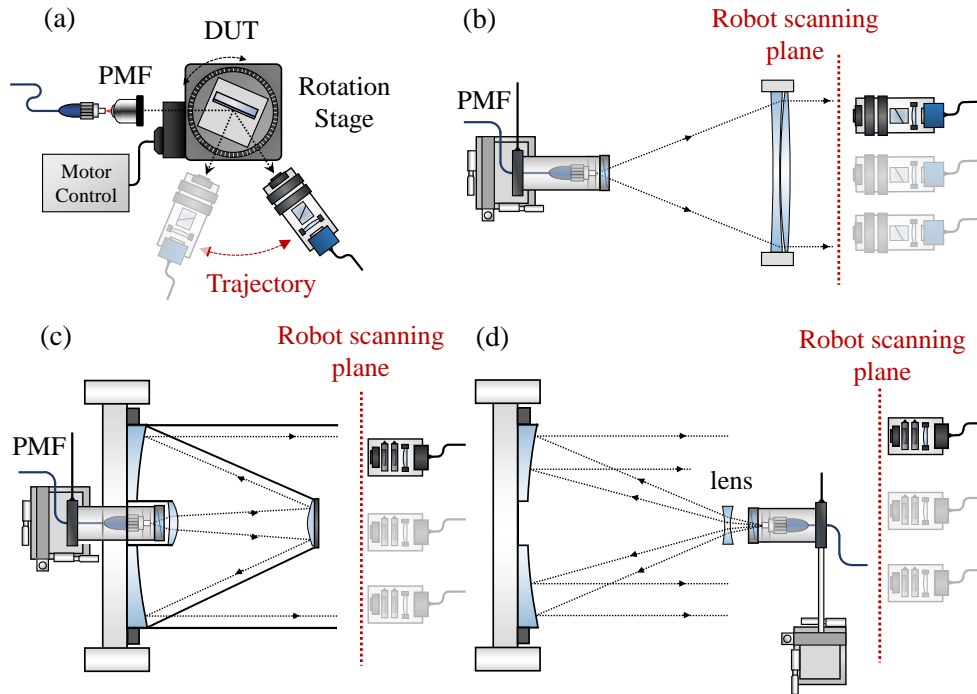 (a)
DUT
PMF
Rotation
Stage
Motor
Control
Trajectory
(b)
Robot scanning
plane
PMF
(c)
Robot scanning
plane
PMF
(d)
Robot scanning
plane
lens